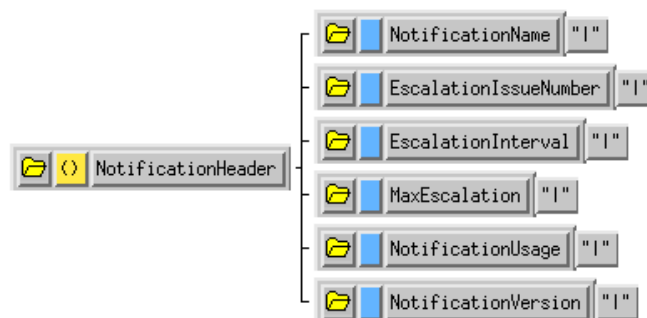 NotificationName "|"
EscalationIssueNumber "|"
EscalationInterval "|"
() NotificationHeader
MaxEscalation "|"
NotificationUsage "|"
NotificationVersion "|"